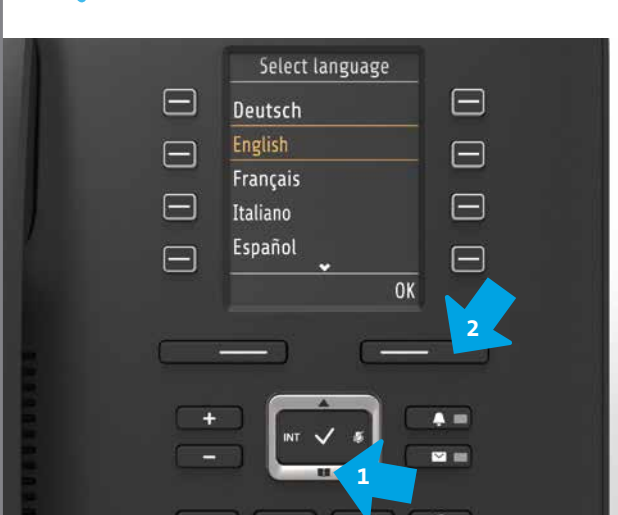 Select language
Deutsch
English
Français
Italiano
Español
OK
2
+
INT
−
1